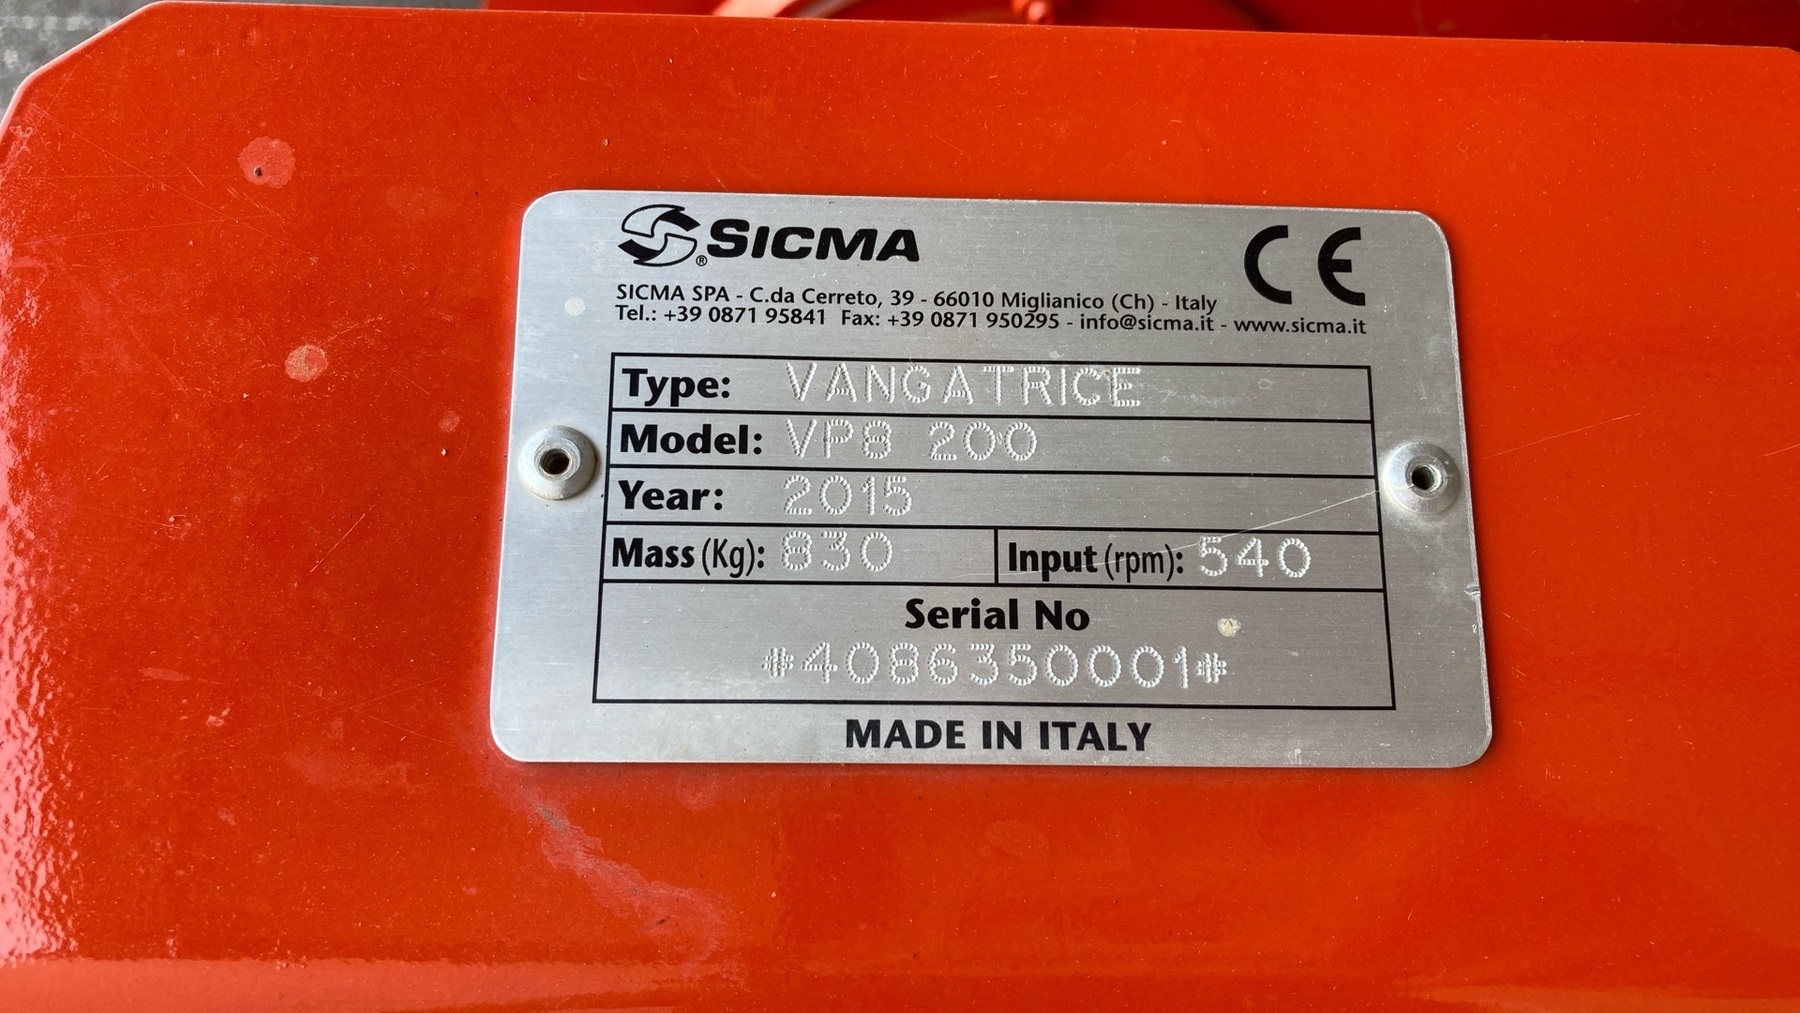 ® SICMA
CE
SICMA SPA - C.da Cerreto, 39 - 66010 Miglianico (Ch) - Italy
Tel.: +39 0871 95841 Fax: +39 0871 950295 - info@sicma.it - www.sicma.it
Type: VANGATRICE
Model: VP8 200
Year: 2015
Mass (Kg): 830 Input (rpm): 540
Serial No
*4086350001*
MADE IN ITALY